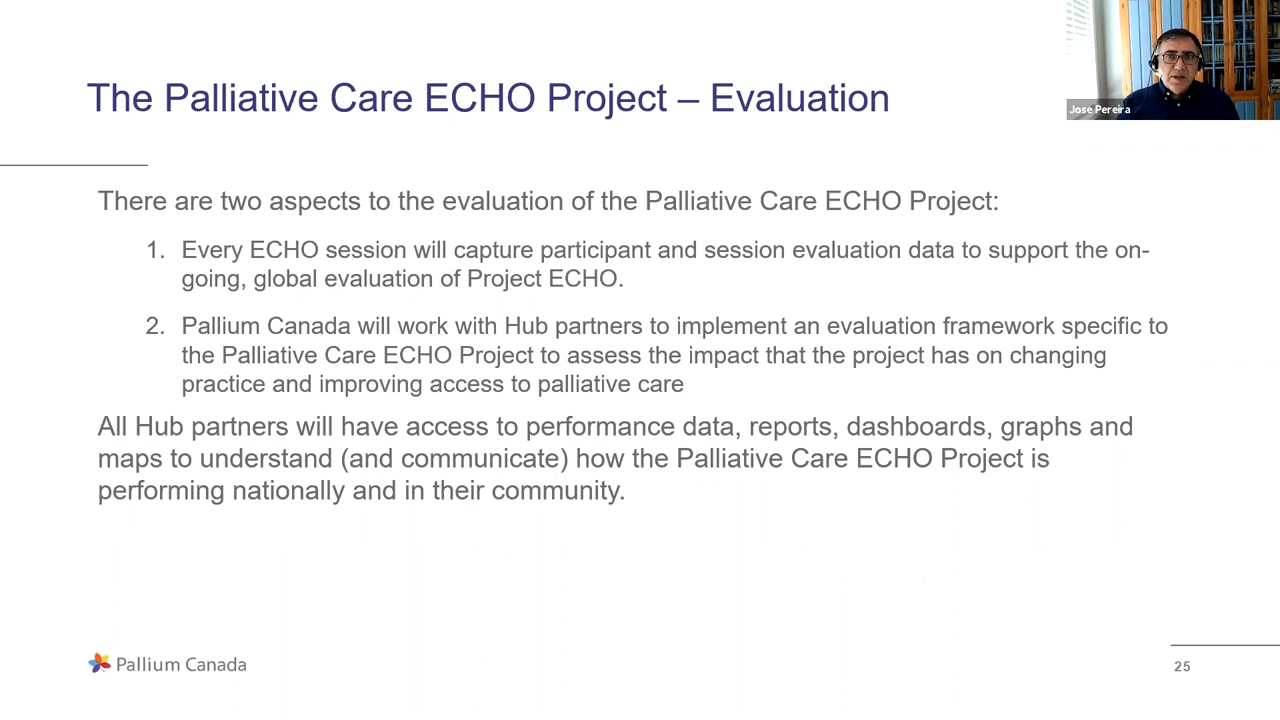 The Palliative Care ECHO Project – Evaluation
Jose Pereira
There are two aspects to the evaluation of the Palliative Care ECHO Project:
1. Every ECHO session will capture participant and session evaluation data to support the on-
going, global evaluation of Project ECHO.
2. Pallium Canada will work with Hub partners to implement an evaluation framework specific to
the Palliative Care ECHO Project to assess the impact that the project has on changing
practice and improving access to palliative care
All Hub partners will have access to performance data, reports, dashboards, graphs and
maps to understand (and communicate) how the Palliative Care ECHO Project is
performing nationally and in their community.
Pallium Canada
25